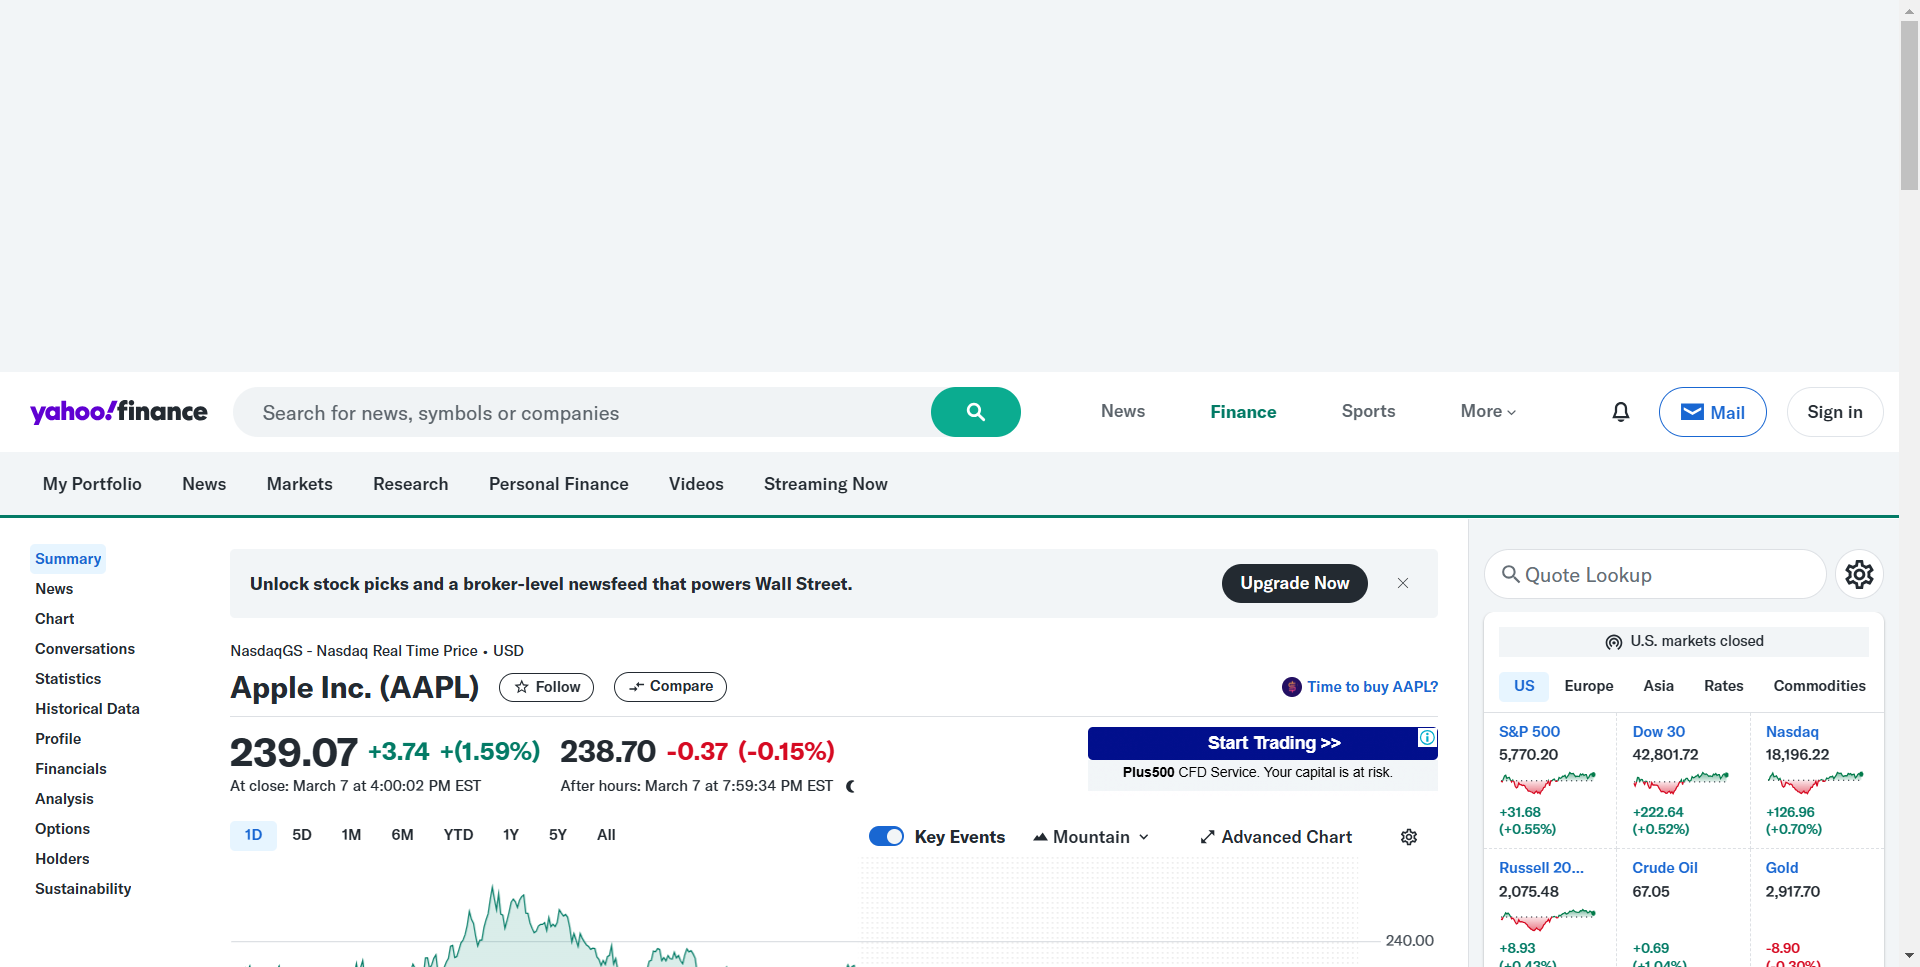 yahoo!finance
Search for news, symbols or companies
News
Finance
Sports
More
Mail
Sign in
My Portfolio
News
Markets
Research
Personal Finance
Videos
Streaming Now
Summary
News
Chart
Conversations
Statistics
Historical Data
Profile
Financials
Analysis
Options
Holders
Sustainability
Unlock stock picks and a broker-level newsfeed that powers Wall Street.
Upgrade Now
NasdaqGS - Nasdaq Real Time Price • USD
Apple Inc. (AAPL)
Follow
Compare
Time to buy AAPL?
239.07 +3.74 +(1.59%)
At close: March 7 at 4:00:02 PM EST
238.70 -0.37 (-0.15%)
After hours: March 7 at 7:59:34 PM EST
Start Trading >>
Plus500 CFD Service. Your capital is at risk.
1D
5D
1M
6M
YTD
1Y
5Y
All
Key Events
Mountain
Advanced Chart
240.00
Quote Lookup
U.S. markets closed
US
Europe
Asia
Rates
Commodities
S&P 500
5,770.20
+31.68
(+0.55%)
Dow 30
42,801.72
+222.64
(+0.52%)
Nasdaq
18,196.22
+126.96
(+0.70%)
Russell 20...
2,075.48
+8.93
(+0.43%)
Crude Oil
67.05
+0.69
(+1.04%)
Gold
2,917.70
-8.90
(-0.30%)